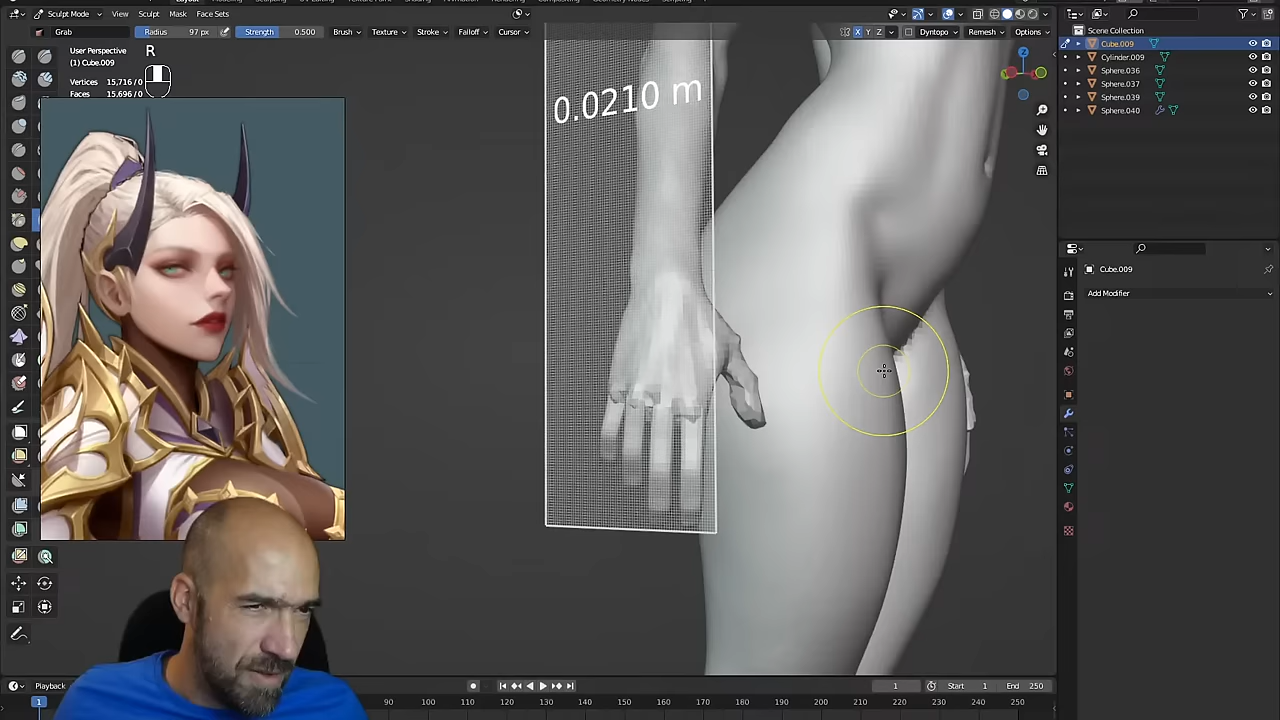 Sculpt Mode View Sculpt Mask Face Sets
Grab Radius 97 px Strength 0.500 Brush Texture Stroke Falloff Cursor X Y Z Dyntopo Remesh Options
User Perspective
(1) Cube.009
R
Vertices 15.716/0
Faces 15.696/0
0.0210 m
Scene Collection
Cube.009
Cylinder.009
Sphere.036
Sphere.037
Sphere.039
Sphere.040
Cube.009
Add Modifier
Playback 1 Start 1 End 250
1 90 100 110 120 130 140 150 160 170 180 190 200 210 220 230 240 250